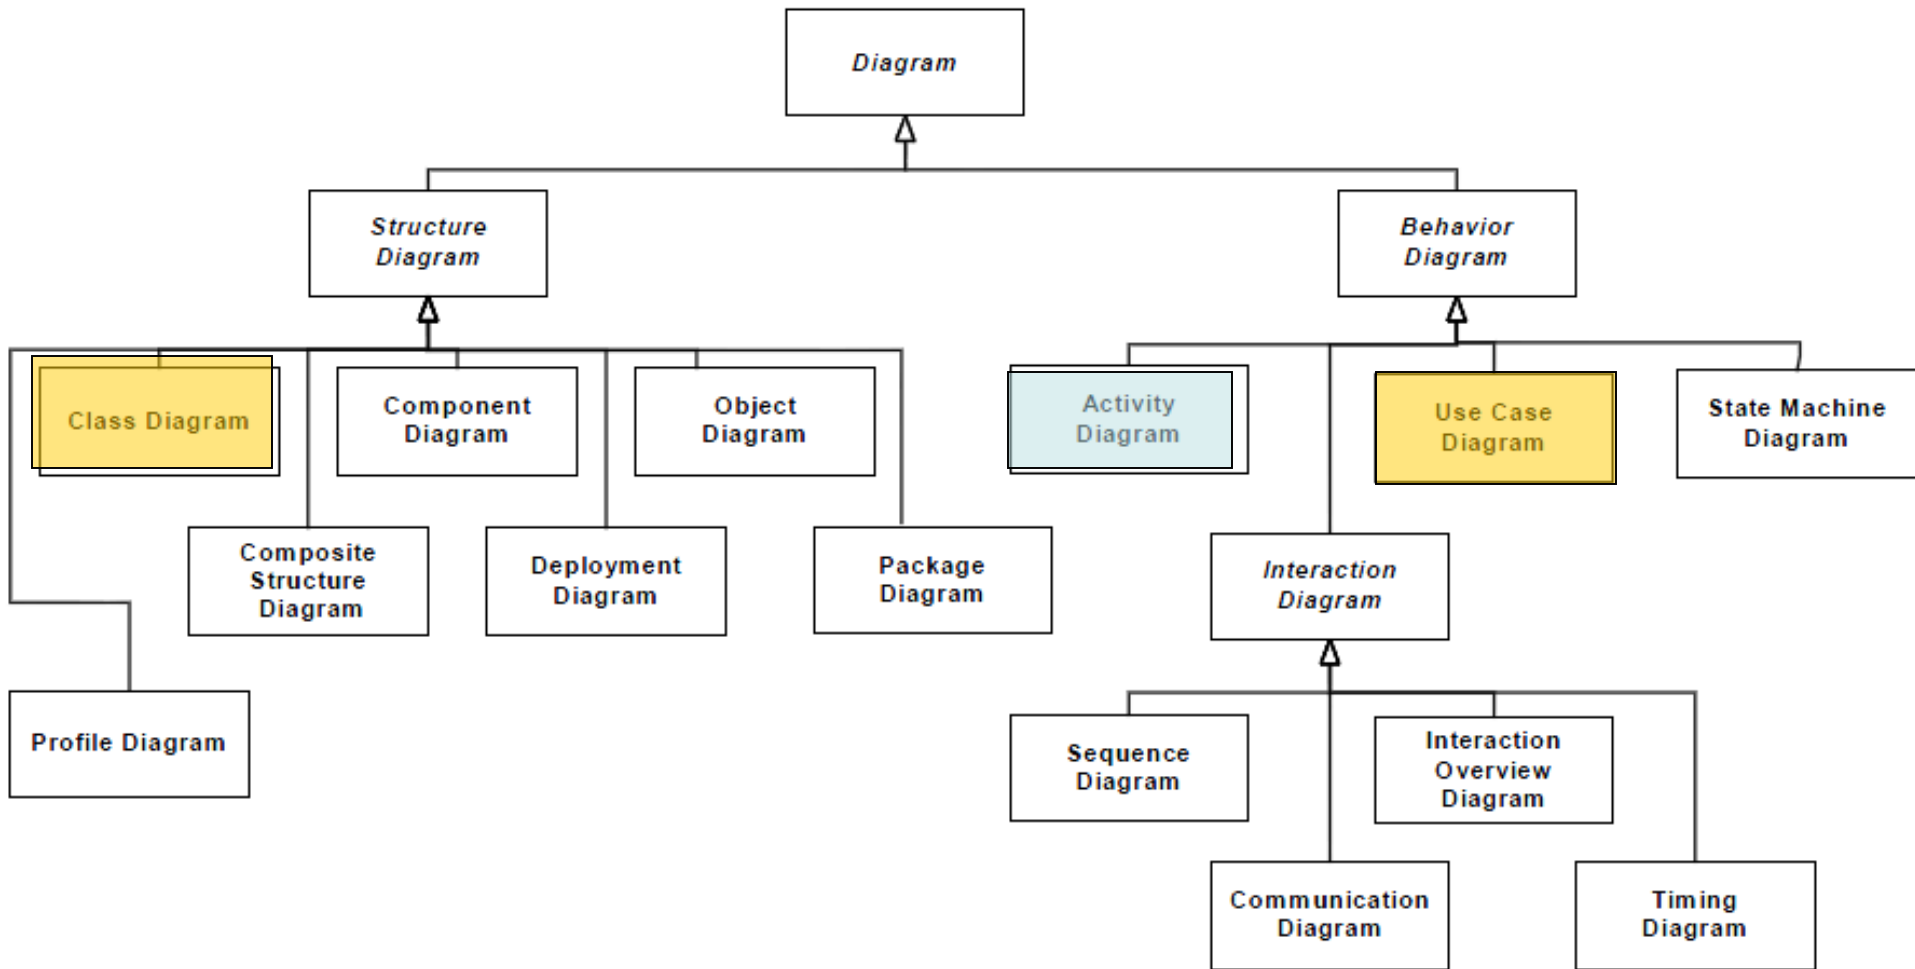 Diagram
Structure
Diagram
Behavior
Diagram
Class Diagram
Component
Diagram
Object
Diagram
Activity
Diagram
Use Case
Diagram
State Machine
Diagram
Composite
Structure
Diagram
Deployment
Diagram
Package
Diagram
Interaction
Diagram
Profile Diagram
Sequence
Diagram
Interaction
Overview
Diagram
Communication
Diagram
Timing
Diagram